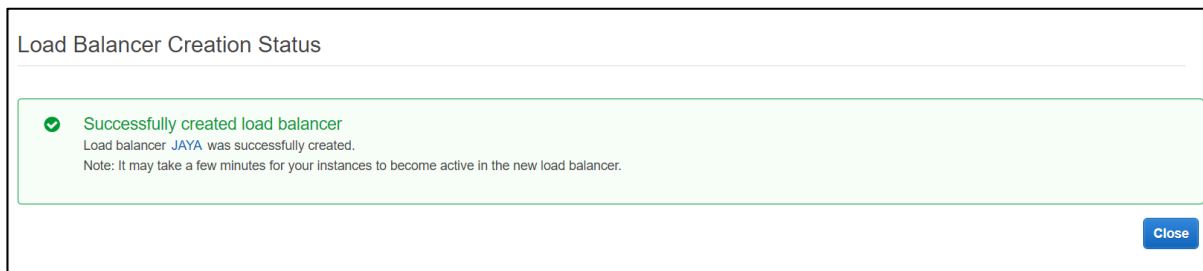 Load Balancer Creation Status
Successfully created load balancer
Load balancer JAYA was successfully created.
Note: It may take a few minutes for your instances to become active in the new load balancer.
Close